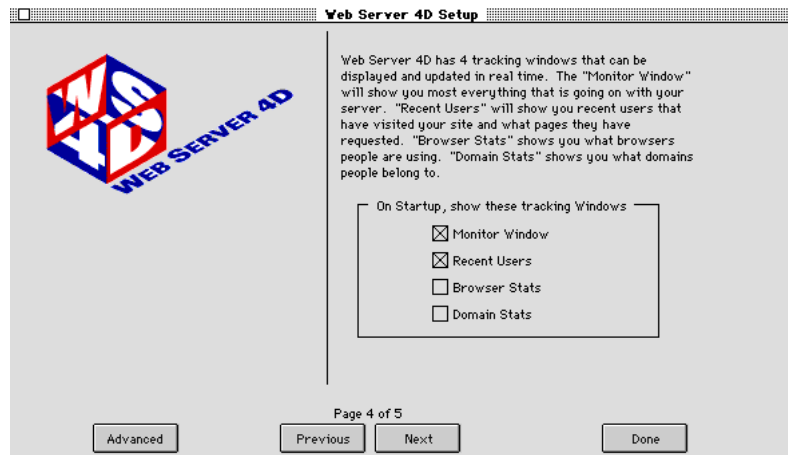 Web Server 4D Setup
WS4D
WEB SERVER 4D
Web Server 4D has 4 tracking windows that can be
displayed and updated in real time. The "Monitor Window"
will show you most everything that is going on with your
server. "Recent Users" will show you recent users that
have visited your site and what pages they have
requested. "Browser Stats" shows you what browsers
people are using. "Domain Stats" shows you what domains
people belong to.
On Startup, show these tracking Windows
Monitor Window
Recent Users
Browser Stats
Domain Stats
Page 4 of 5
Advanced
Previous
Next
Done